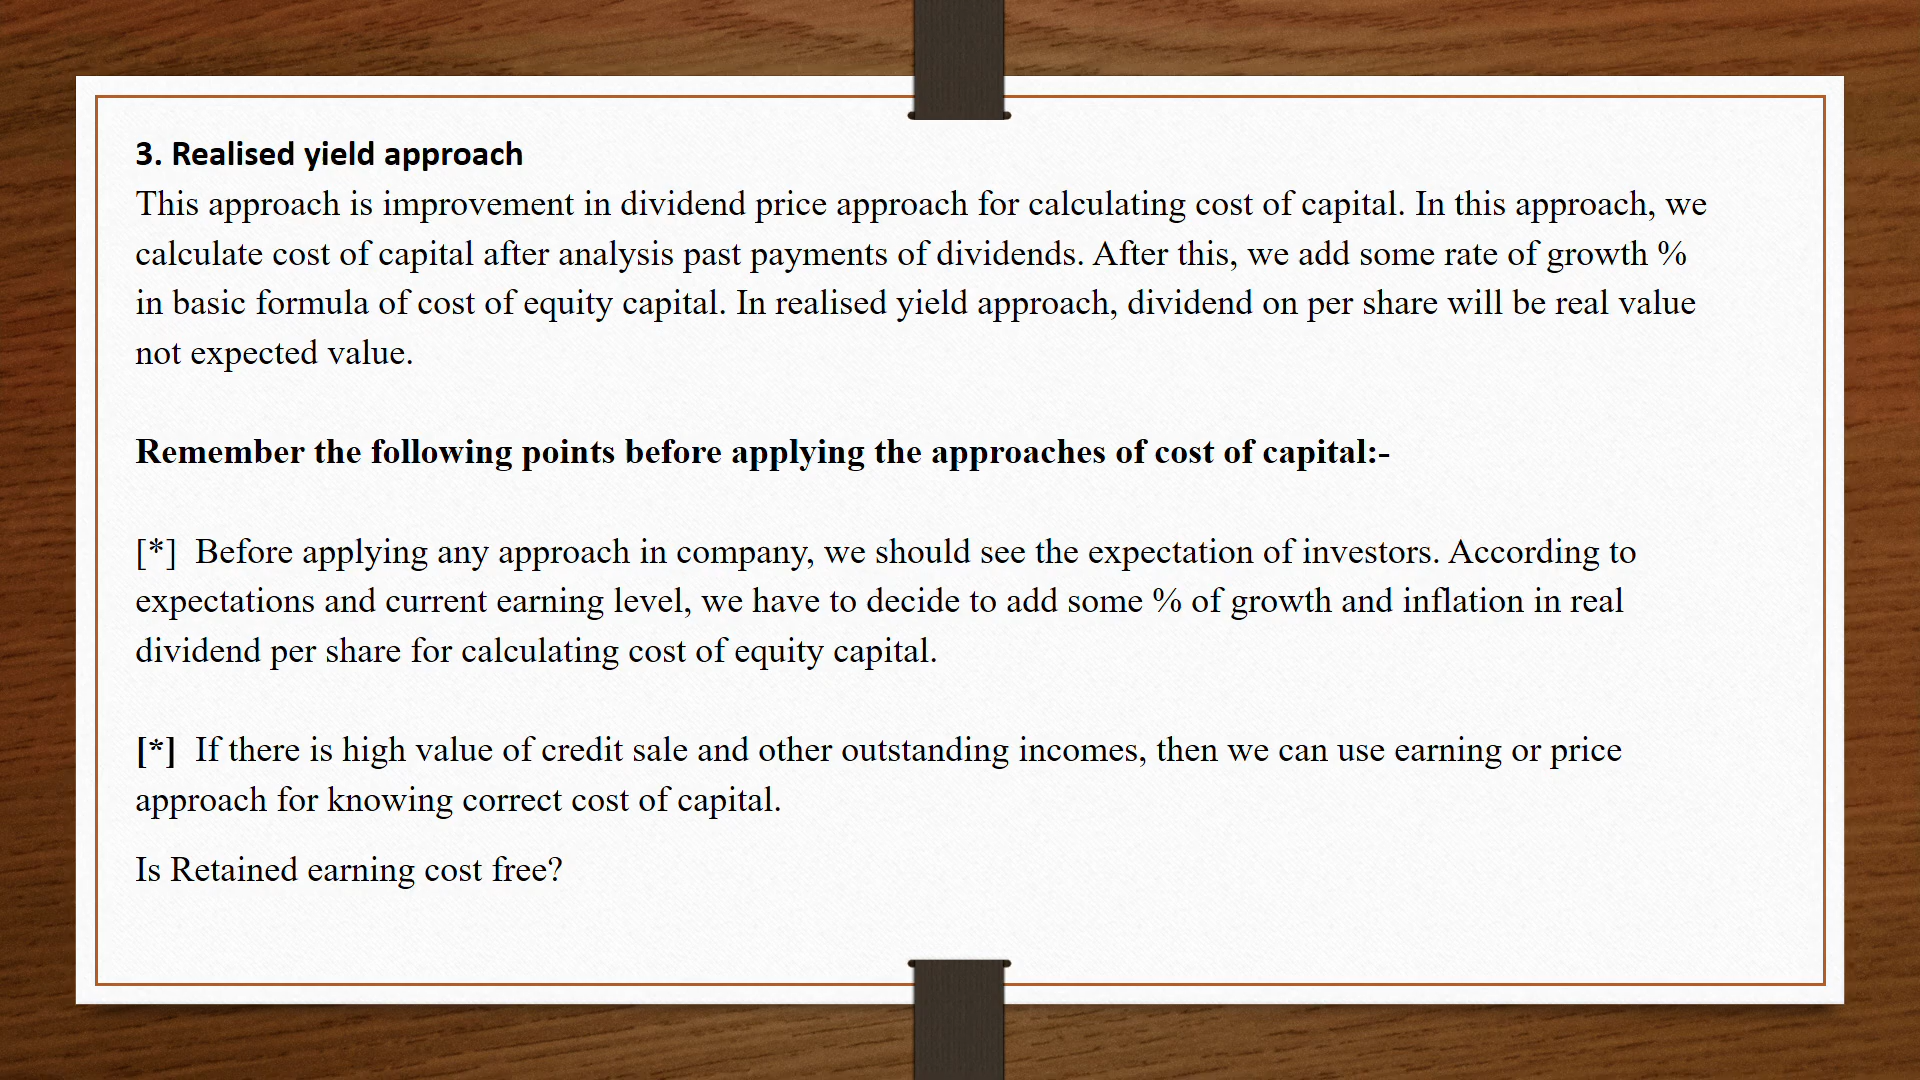 3. Realised yield approach
This approach is improvement in dividend price approach for calculating cost of capital. In this approach, we
calculate cost of capital after analysis past payments of dividends. After this, we add some rate of growth %
in basic formula of cost of equity capital. In realised yield approach, dividend on per share will be real value
not expected value.
Remember the following points before applying the approaches of cost of capital:-
[*]  Before applying any approach in company, we should see the expectation of investors. According to
expectations and current earning level, we have to decide to add some % of growth and inflation in real
dividend per share for calculating cost of equity capital.
[*]  If there is high value of credit sale and other outstanding incomes, then we can use earning or price
approach for knowing correct cost of capital.
Is Retained earning cost free?